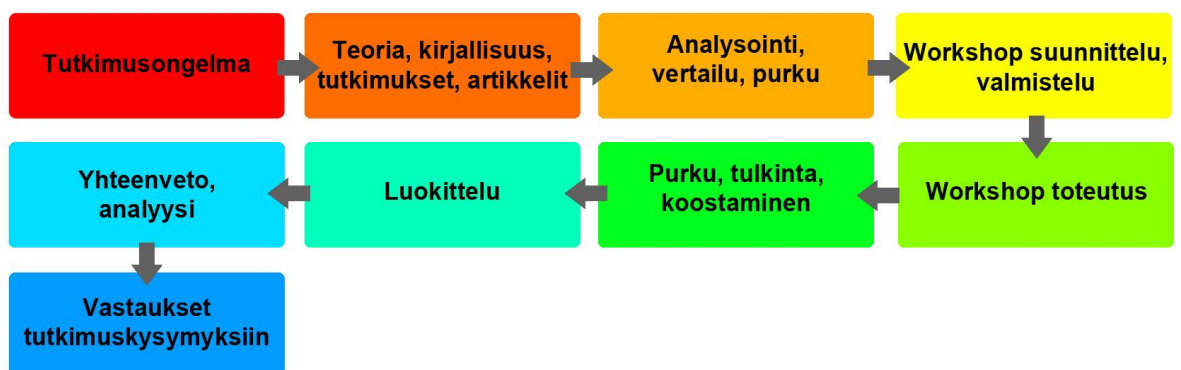 Tutkimusongelma
Teoria, kirjallisuus,
tutkimukset, artikkelit
Analysointi,
vertailu, purku
Workshop suunnittelu,
valmistelu
Workshop toteutus
Purku, tulkinta,
koostaminen
Luokittelu
Yhteenveto,
analyysi
Vastaukset
tutkimuskysymyksiin